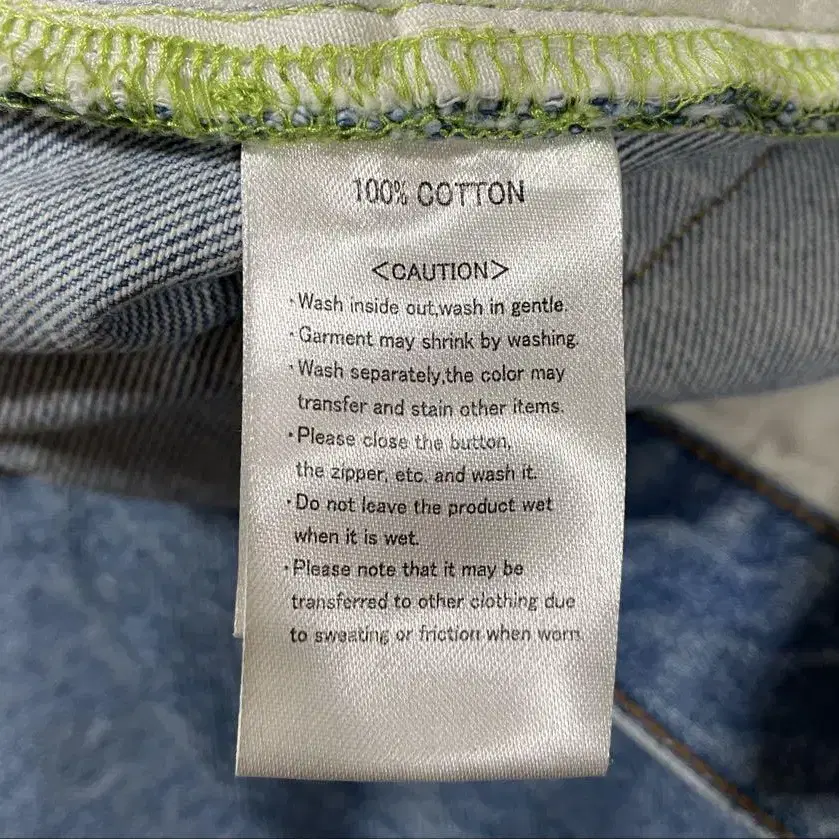 100% COTTON
<CAUTION>
·Wash inside out,wash in gentle.
·Garment may shrink by washing.
·Wash separately,the color may
transfer and stain other items.
·Please close the button,
the zipper, etc. and wash it.
·Do not leave the product wet
when it is wet.
·Please note that it may be
transferred to other clothing due
to sweating or friction when worn.